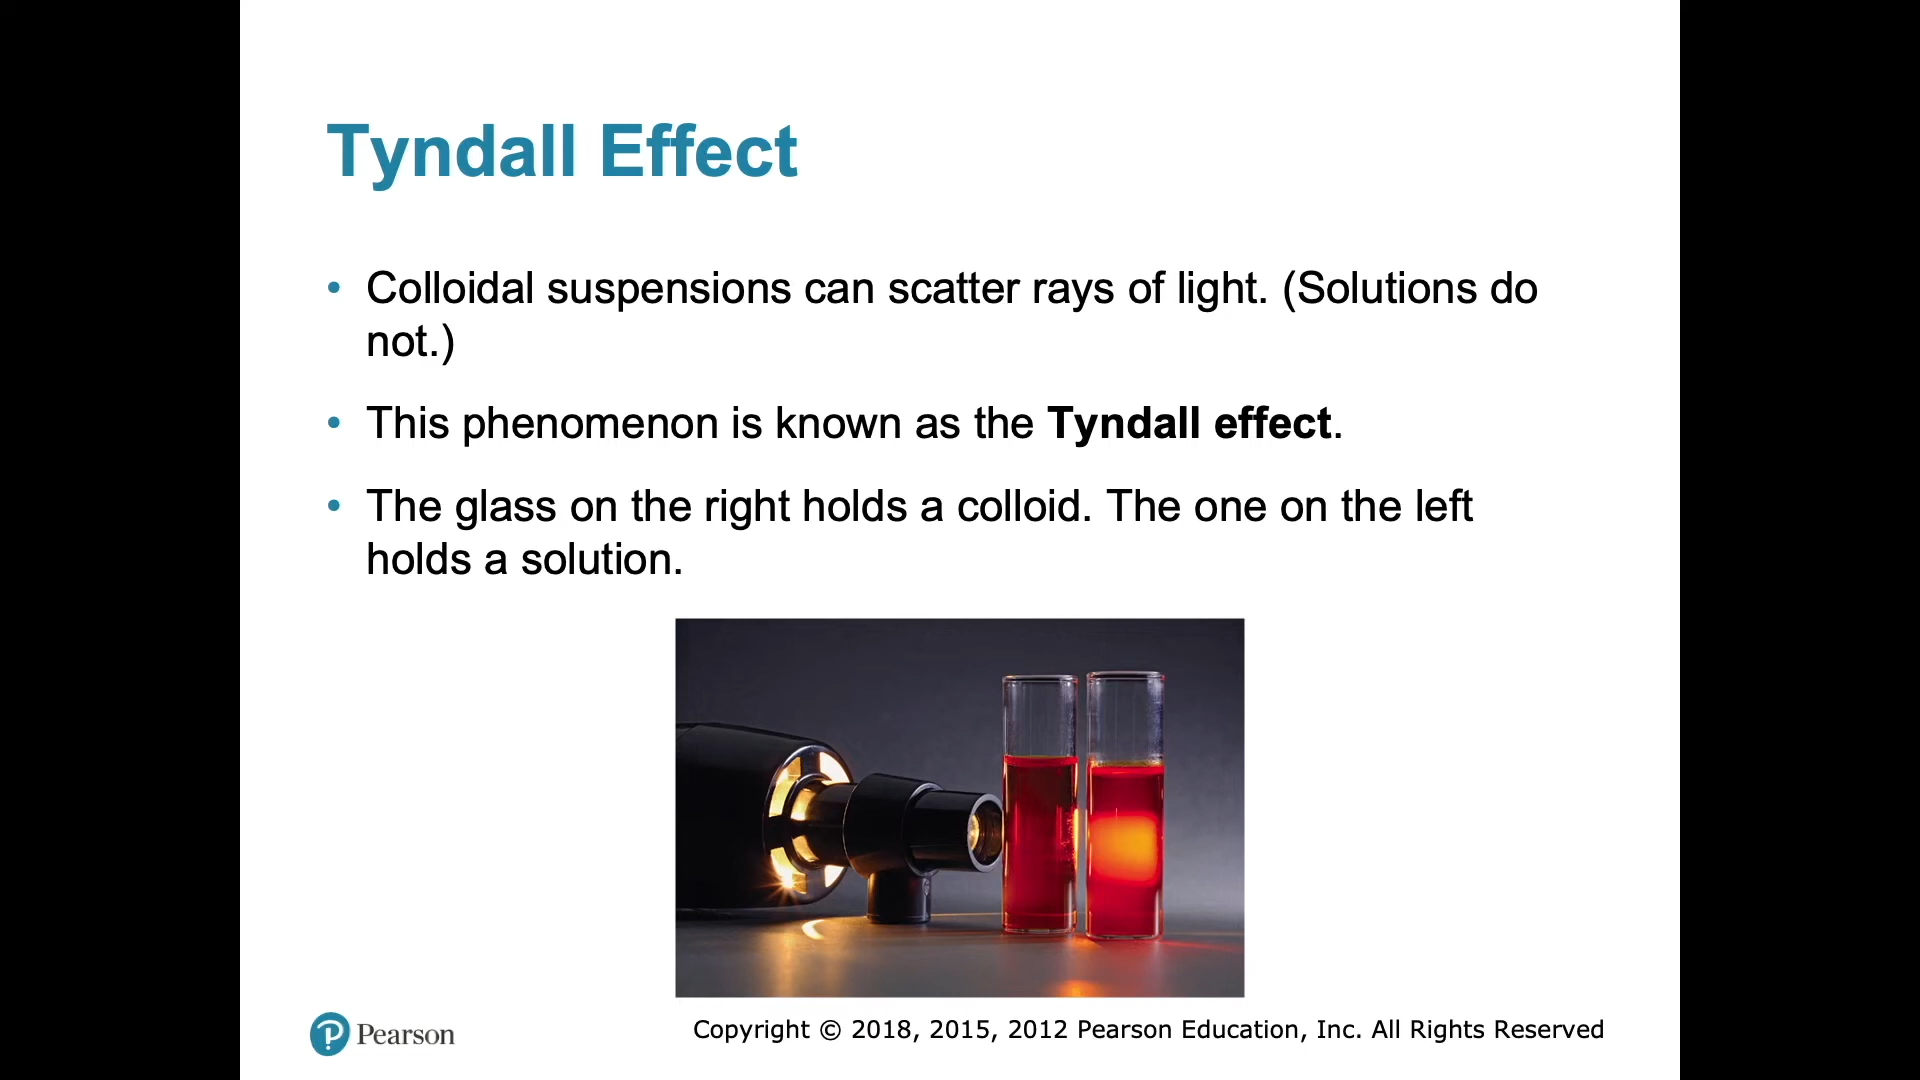 Tyndall Effect
• Colloidal suspensions can scatter rays of light. (Solutions do
not.)
• This phenomenon is known as the Tyndall effect.
• The glass on the right holds a colloid. The one on the left
holds a solution.
Pearson
Copyright © 2018, 2015, 2012 Pearson Education, Inc. All Rights Reserved